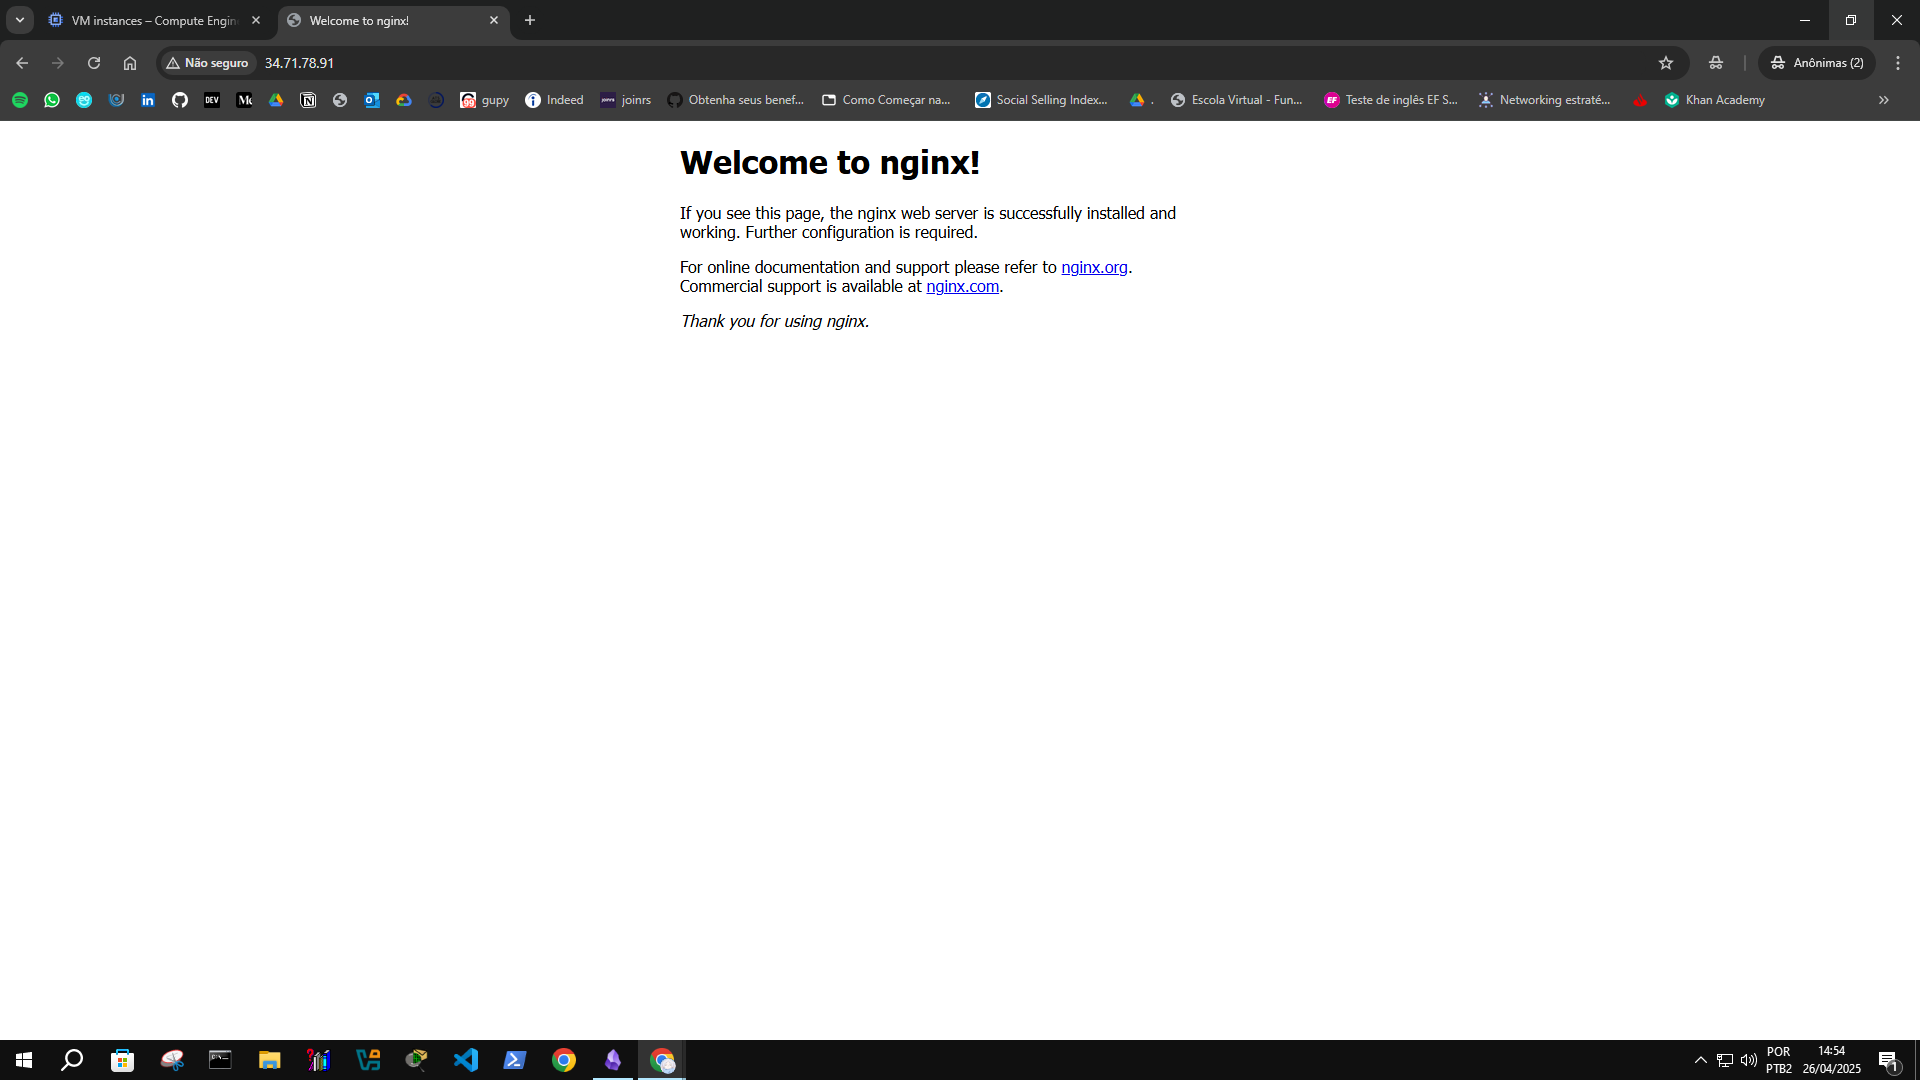 VM instances – Compute Engin
Welcome to nginx!
Não seguro
34.71.78.91
Anônimas (2)
DEV
gupy
Indeed
joinrs
Obtenha seus benef...
Como Começar na...
Social Selling Index...
.
Escola Virtual - Fun...
EF
Teste de inglês EF S...
Networking estraté...
Khan Academy
Welcome to nginx!
If you see this page, the nginx web server is successfully installed and
working. Further configuration is required.
For online documentation and support please refer to nginx.org.
Commercial support is available at nginx.com.
Thank you for using nginx.
POR
PTB2
14:54
26/04/2025
1